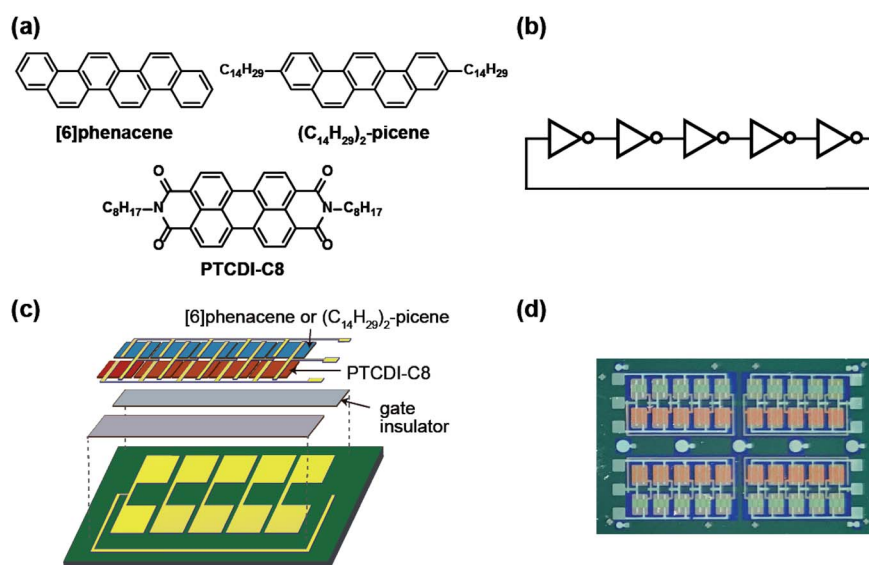 (a)
C₁₄H₂₉
C₁₄H₂₉
[6]phenacene
(C₁₄H₂₉)₂-picene
O
O
C₈H₁₇-N
N-C₈H₁₇
O
O
PTCDI-C8
(b)
(c)
[6]phenacene or (C₁₄H₂₉)₂-picene
PTCDI-C8
gate
insulator
(d)